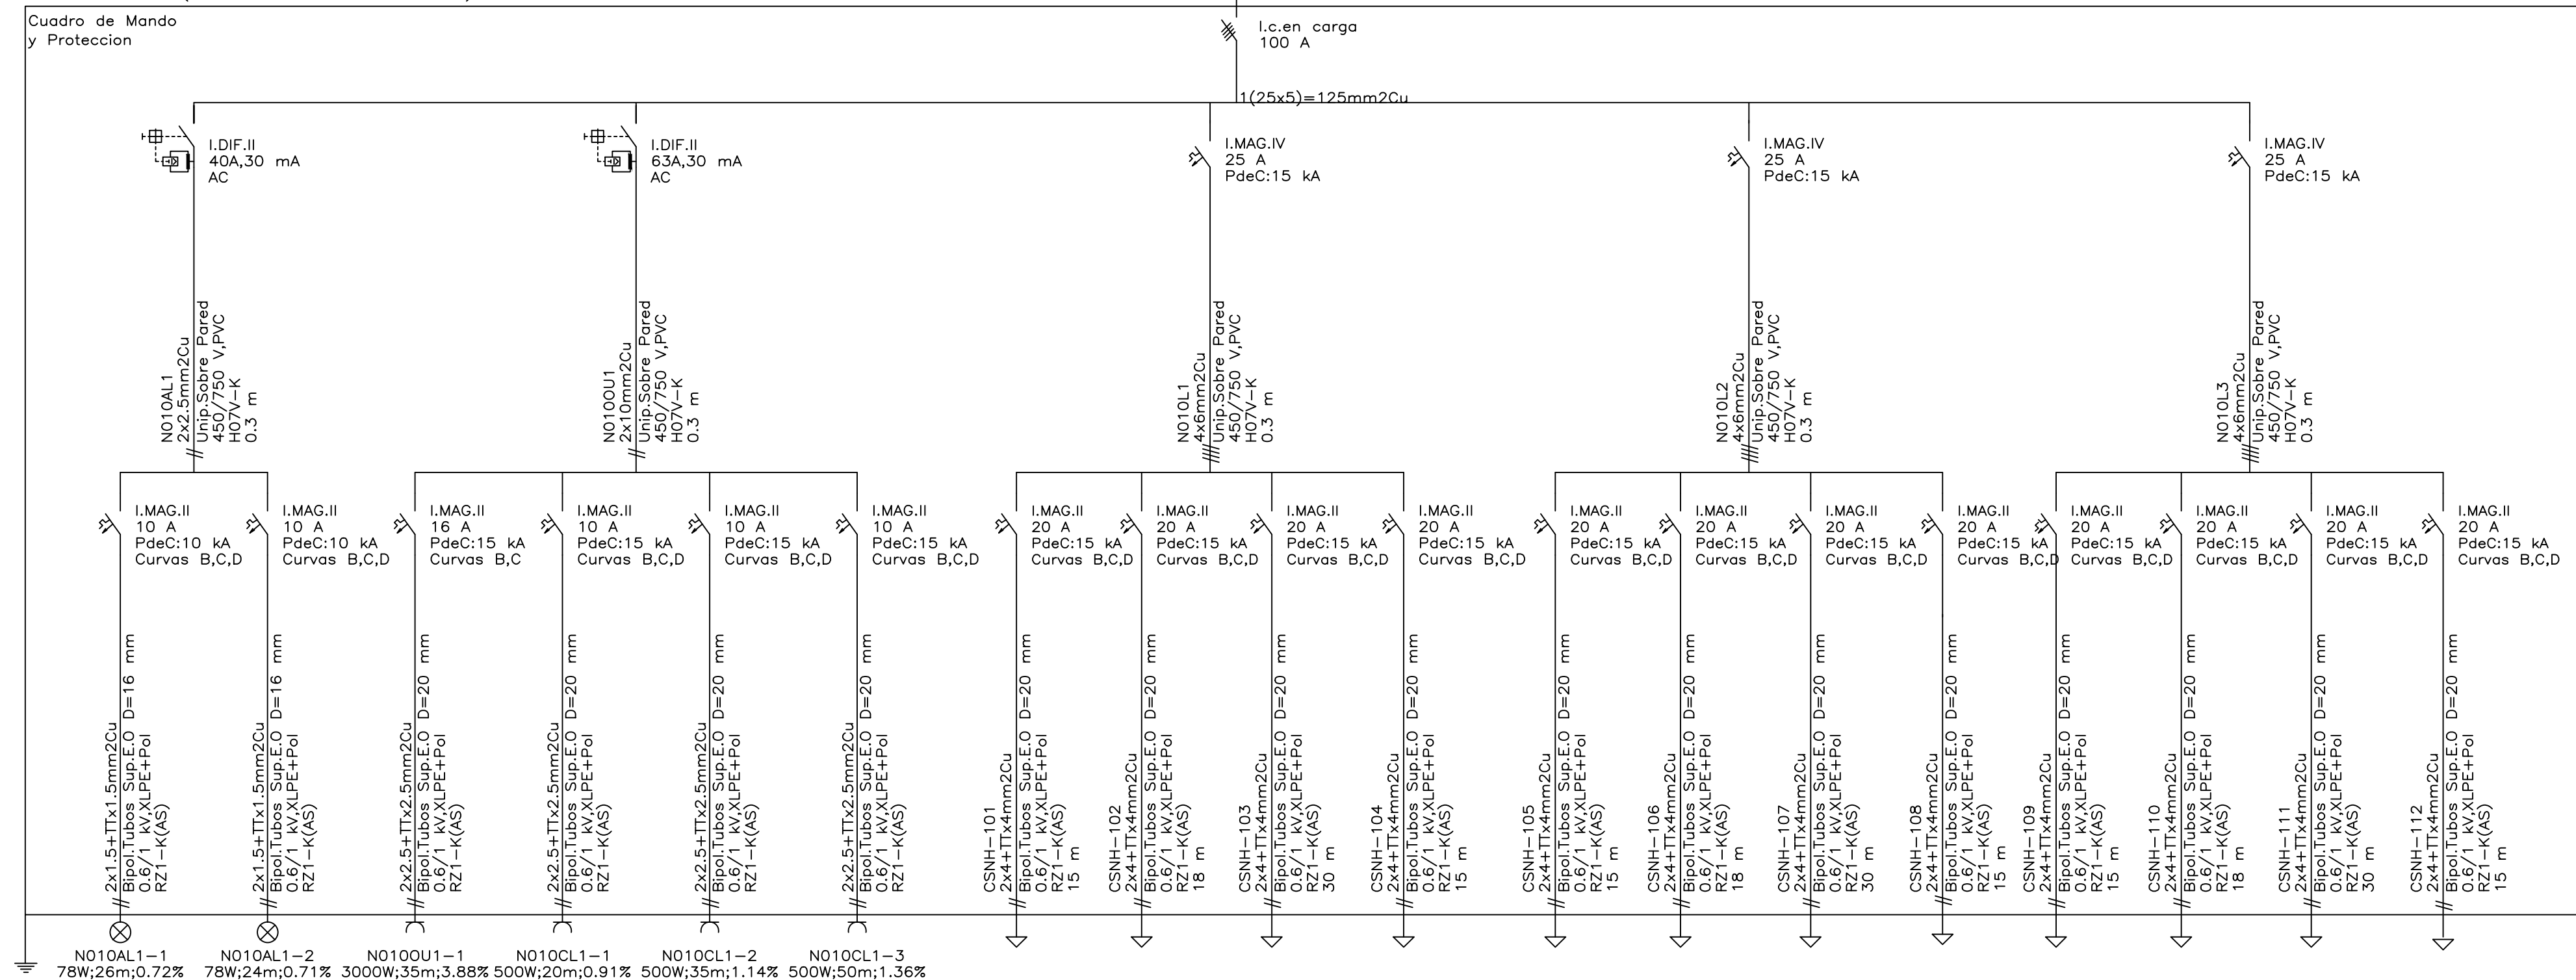 Cuadro de Mando
y Proteccion
I.c.en carga
100 A
1(25x5)=125mm2Cu
I.DIF.II
40A,30 mA
AC
I.DIF.II
63A,30 mA
AC
I.MAG.IV
25 A
PdeC:15 kA
I.MAG.IV
25 A
PdeC:15 kA
I.MAG.IV
25 A
PdeC:15 kA
N010AL1
2x2.5mm2Cu
Unip.Sobre Pared
450/750 V,PVC
H07V-K
0.3 m
N010OU1
2x10mm2Cu
Unip.Sobre Pared
450/750 V,PVC
H07V-K
0.3 m
N010L1
4x6mm2Cu
Unip.Sobre Pared
450/750 V,PVC
H07V-K
0.3 m
N010L2
4x6mm2Cu
Unip.Sobre Pared
450/750 V,PVC
H07V-K
0.3 m
N010L3
4x6mm2Cu
Unip.Sobre Pared
450/750 V,PVC
H07V-K
0.3 m
I.MAG.II
10 A
PdeC:10 kA
Curvas B,C,D
I.MAG.II
10 A
PdeC:10 kA
Curvas B,C,D
I.MAG.II
16 A
PdeC:15 kA
Curvas B,C
I.MAG.II
10 A
PdeC:15 kA
Curvas B,C,D
I.MAG.II
10 A
PdeC:15 kA
Curvas B,C,D
I.MAG.II
10 A
PdeC:15 kA
Curvas B,C,D
I.MAG.II
20 A
PdeC:15 kA
Curvas B,C,D
I.MAG.II
20 A
PdeC:15 kA
Curvas B,C,D
I.MAG.II
20 A
PdeC:15 kA
Curvas B,C,D
I.MAG.II
20 A
PdeC:15 kA
Curvas B,C,D
I.MAG.II
20 A
PdeC:15 kA
Curvas B,C,D
I.MAG.II
20 A
PdeC:15 kA
Curvas B,C,D
I.MAG.II
20 A
PdeC:15 kA
Curvas B,C,D
I.MAG.II
20 A
PdeC:15 kA
Curvas B,C,D
I.MAG.II
20 A
PdeC:15 kA
Curvas B,C,D
I.MAG.II
20 A
PdeC:15 kA
Curvas B,C,D
I.MAG.II
20 A
PdeC:15 kA
Curvas B,C,D
I.MAG.II
20 A
PdeC:15 kA
Curvas B,C,D
2x1.5+TTx1.5mm2Cu
Bipol.Tubos Sup.E.O D=16 mm
0.6/1 kV,XLPE+Pol
RZ1-K(AS)
2x1.5+TTx1.5mm2Cu
Bipol.Tubos Sup.E.O D=16 mm
0.6/1 kV,XLPE+Pol
RZ1-K(AS)
2x2.5+TTx2.5mm2Cu
Bipol.Tubos Sup.E.O D=20 mm
0.6/1 kV,XLPE+Pol
RZ1-K(AS)
2x2.5+TTx2.5mm2Cu
Bipol.Tubos Sup.E.O D=20 mm
0.6/1 kV,XLPE+Pol
RZ1-K(AS)
2x2.5+TTx2.5mm2Cu
Bipol.Tubos Sup.E.O D=20 mm
0.6/1 kV,XLPE+Pol
RZ1-K(AS)
2x2.5+TTx2.5mm2Cu
Bipol.Tubos Sup.E.O D=20 mm
0.6/1 kV,XLPE+Pol
RZ1-K(AS)
CSNH-101
2x4+TTx4mm2Cu
Bipol.Tubos Sup.E.O D=20 mm
0.6/1 kV,XLPE+Pol
RZ1-K(AS)
15 m
CSNH-102
2x4+TTx4mm2Cu
Bipol.Tubos Sup.E.O D=20 mm
0.6/1 kV,XLPE+Pol
RZ1-K(AS)
18 m
CSNH-103
2x4+TTx4mm2Cu
Bipol.Tubos Sup.E.O D=20 mm
0.6/1 kV,XLPE+Pol
RZ1-K(AS)
30 m
CSNH-104
2x4+TTx4mm2Cu
Bipol.Tubos Sup.E.O D=20 mm
0.6/1 kV,XLPE+Pol
RZ1-K(AS)
15 m
CSNH-105
2x4+TTx4mm2Cu
Bipol.Tubos Sup.E.O D=20 mm
0.6/1 kV,XLPE+Pol
RZ1-K(AS)
15 m
CSNH-106
2x4+TTx4mm2Cu
Bipol.Tubos Sup.E.O D=20 mm
0.6/1 kV,XLPE+Pol
RZ1-K(AS)
18 m
CSNH-107
2x4+TTx4mm2Cu
Bipol.Tubos Sup.E.O D=20 mm
0.6/1 kV,XLPE+Pol
RZ1-K(AS)
30 m
CSNH-108
2x4+TTx4mm2Cu
Bipol.Tubos Sup.E.O D=20 mm
0.6/1 kV,XLPE+Pol
RZ1-K(AS)
15 m
CSNH-109
2x4+TTx4mm2Cu
Bipol.Tubos Sup.E.O D=20 mm
0.6/1 kV,XLPE+Pol
RZ1-K(AS)
15 m
CSNH-110
2x4+TTx4mm2Cu
Bipol.Tubos Sup.E.O D=20 mm
0.6/1 kV,XLPE+Pol
RZ1-K(AS)
18 m
CSNH-111
2x4+TTx4mm2Cu
Bipol.Tubos Sup.E.O D=20 mm
0.6/1 kV,XLPE+Pol
RZ1-K(AS)
30 m
CSNH-112
2x4+TTx4mm2Cu
Bipol.Tubos Sup.E.O D=20 mm
0.6/1 kV,XLPE+Pol
RZ1-K(AS)
15 m
N010AL1-1
78W;26m;0.72%
N010AL1-2
78W;24m;0.71%
N010OU1-1
3000W;35m;3.88%
N010CL1-1
500W;20m;0.91%
N010CL1-2
500W;35m;1.14%
N010CL1-3
500W;50m;1.36%